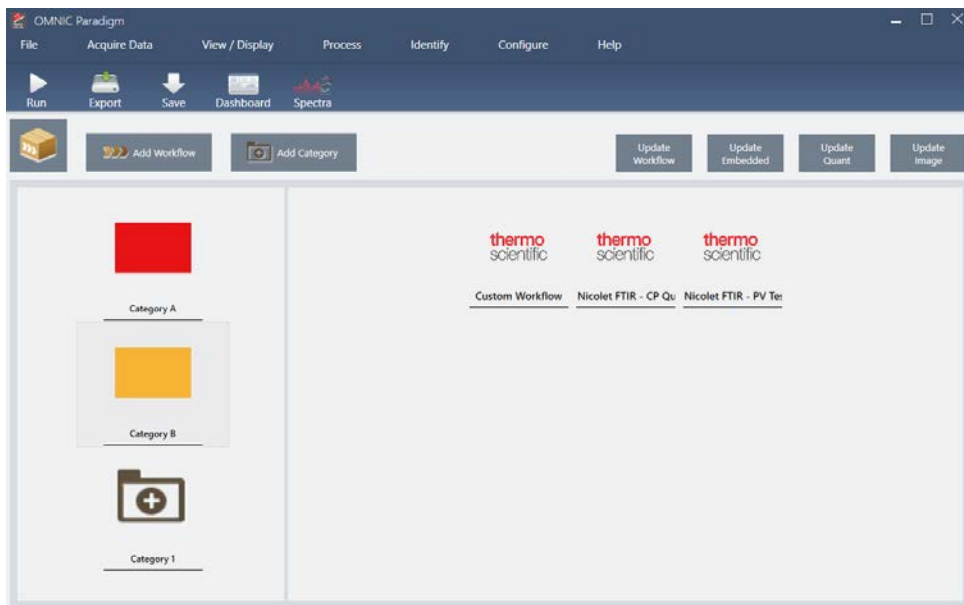 OMNIC Paradigm
File Acquire Data View / Display Process Identify Configure Help
Run Export Save Dashboard Spectra
Add Workflow Add Category Update Workflow Update Embedded Update Quant Update Image
thermo scientific thermo scientific thermo scientific
Custom Workflow Nicolet FTIR - CP Qu Nicolet FTIR - PV Te
Category A
Category B
Category 1